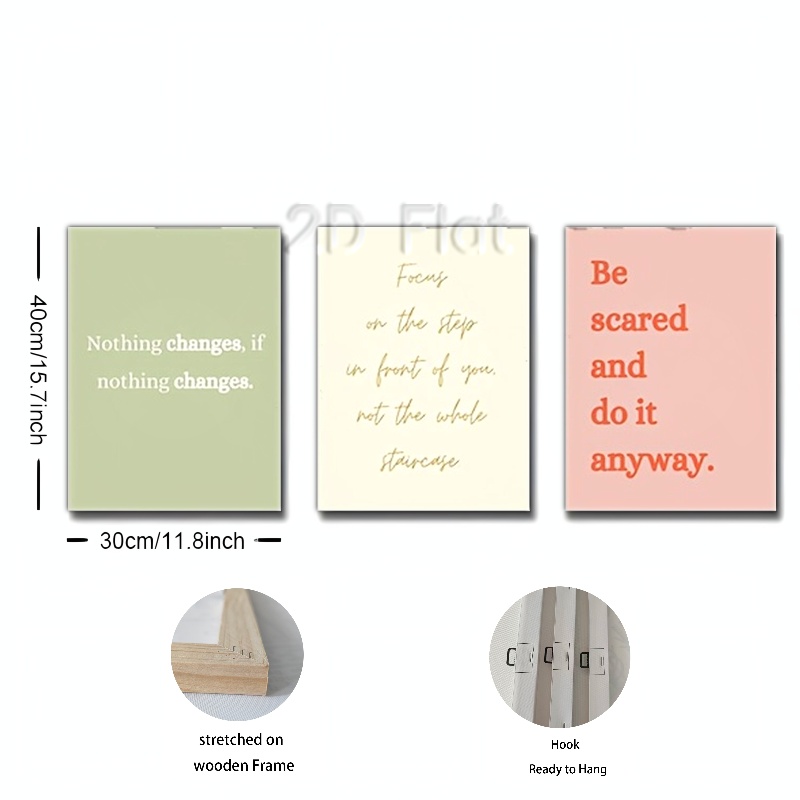 2D Flat
Nothing changes, if
nothing changes.
Focus
on the step
in front of you.
not the whole
staircase
Be
scared
and
do it
anyway.
40cm/15.7inch
30cm/11.8inch
stretched on
wooden Frame
Hook
Ready to Hang